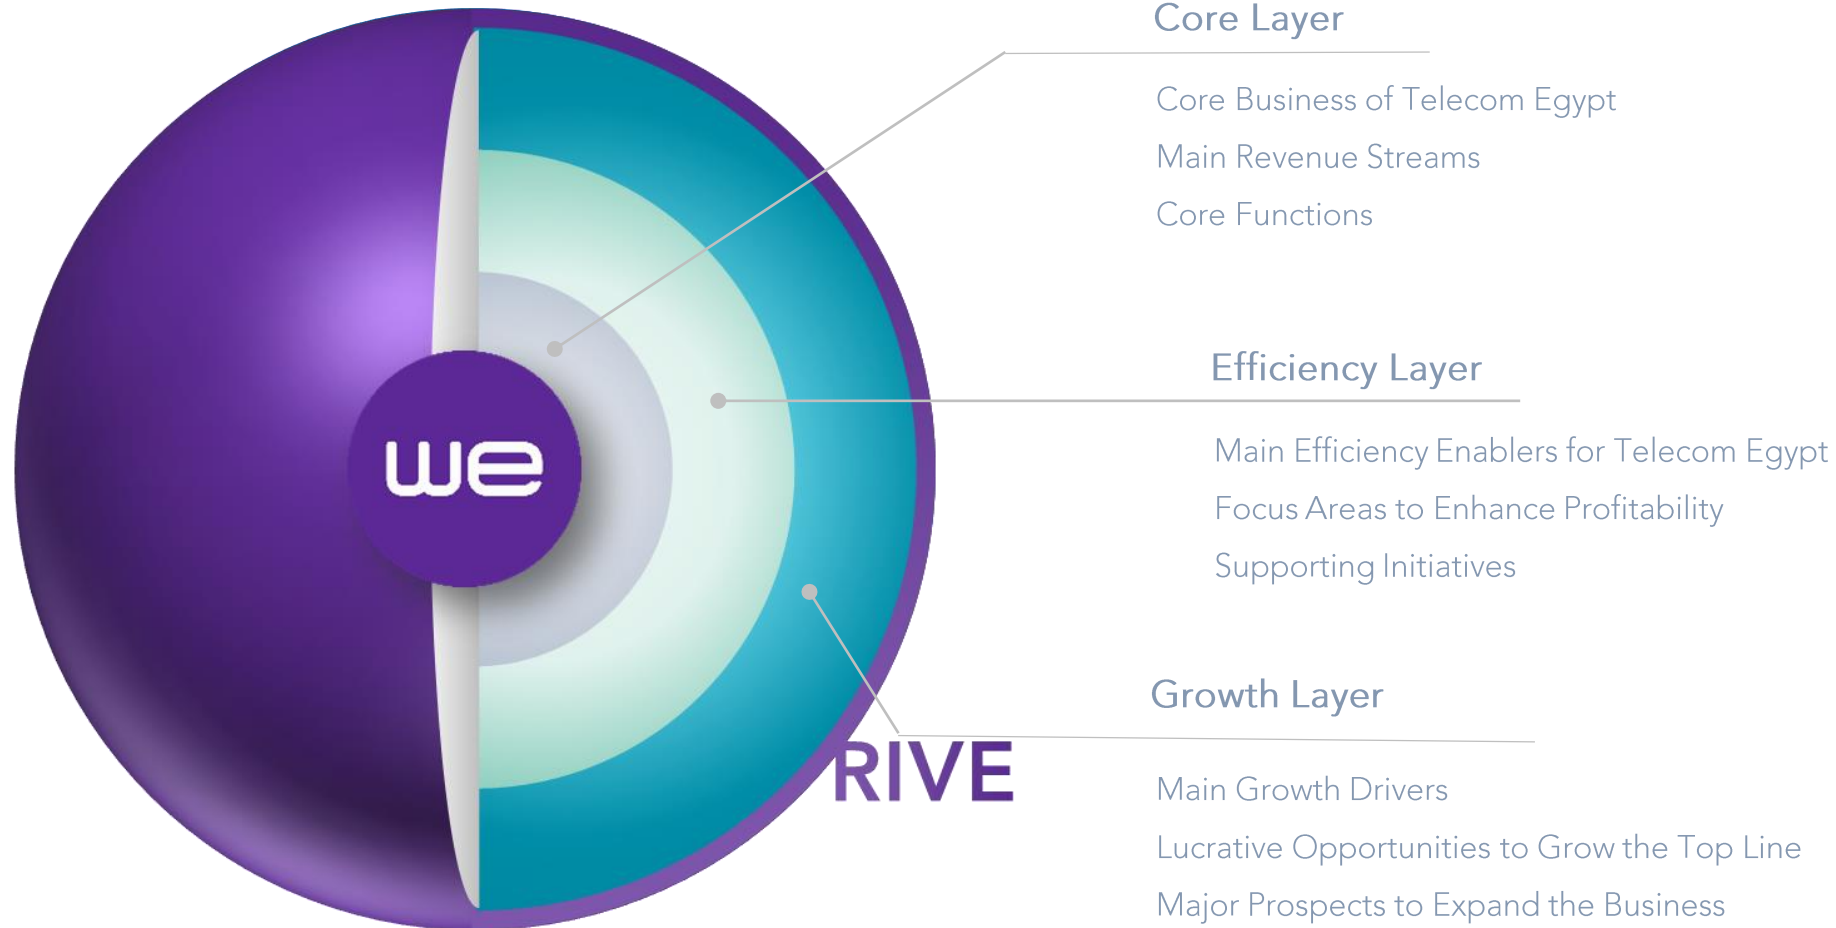 Core Layer
Core Business of Telecom Egypt
Main Revenue Streams
Core Functions
Efficiency Layer
Main Efficiency Enablers for Telecom Egypt
Focus Areas to Enhance Profitability
Supporting Initiatives
we
Growth Layer
RIVE
Main Growth Drivers
Lucrative Opportunities to Grow the Top Line
Major Prospects to Expand the Business